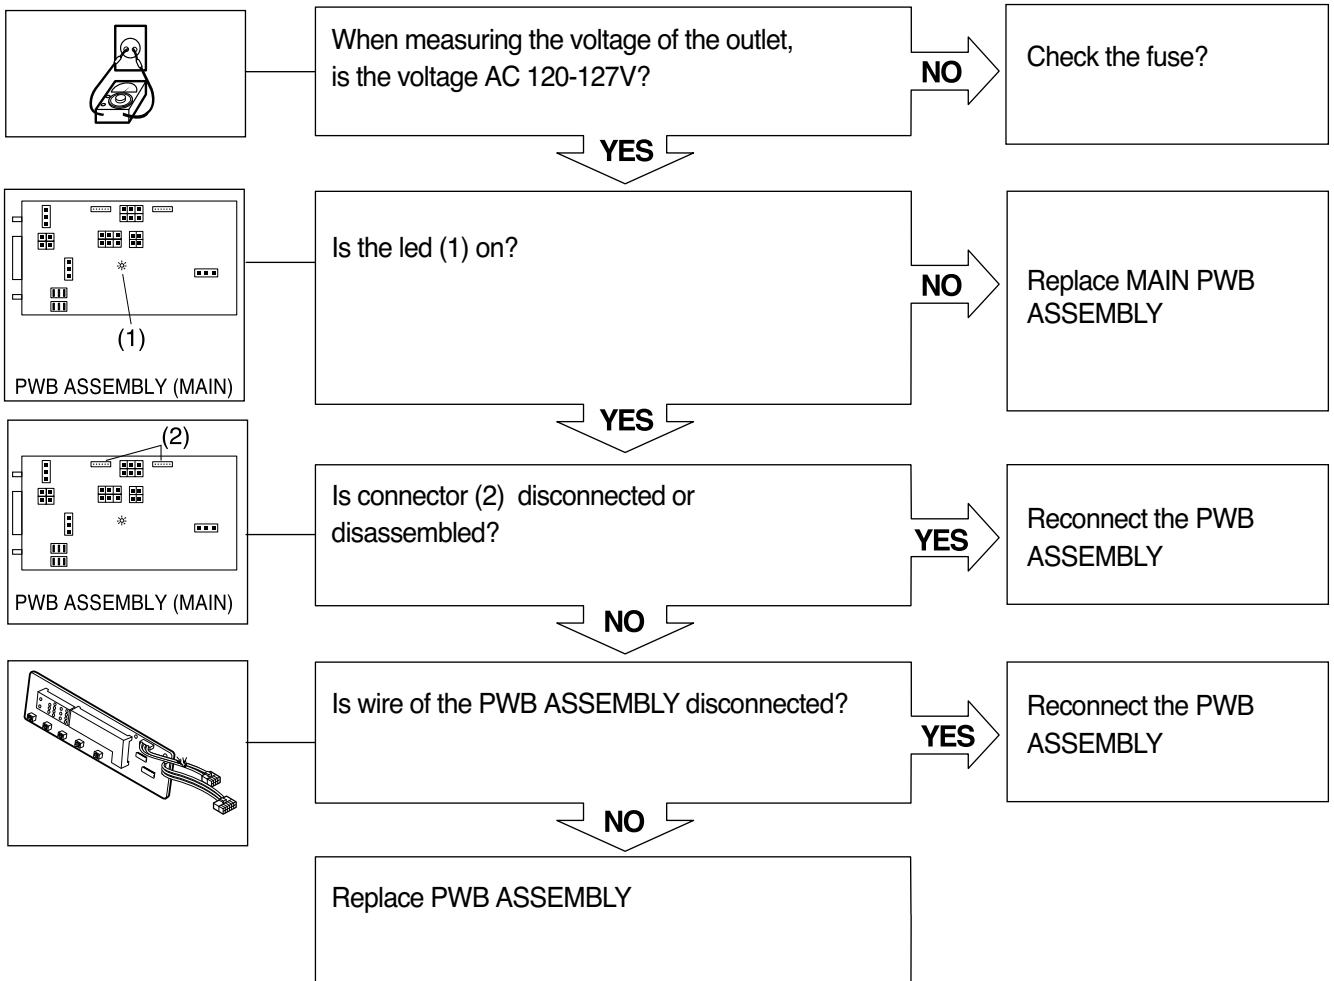 When measuring the voltage of the outlet,
is the voltage AC 120-127V?
NO
Check the fuse?
YES
(1)
PWB ASSEMBLY (MAIN)
Is the led (1) on?
NO
Replace MAIN PWB
ASSEMBLY
YES
(2)
PWB ASSEMBLY (MAIN)
Is connector (2) disconnected or
disassembled?
YES
Reconnect the PWB
ASSEMBLY
NO
Is wire of the PWB ASSEMBLY disconnected?
YES
Reconnect the PWB
ASSEMBLY
NO
Replace PWB ASSEMBLY